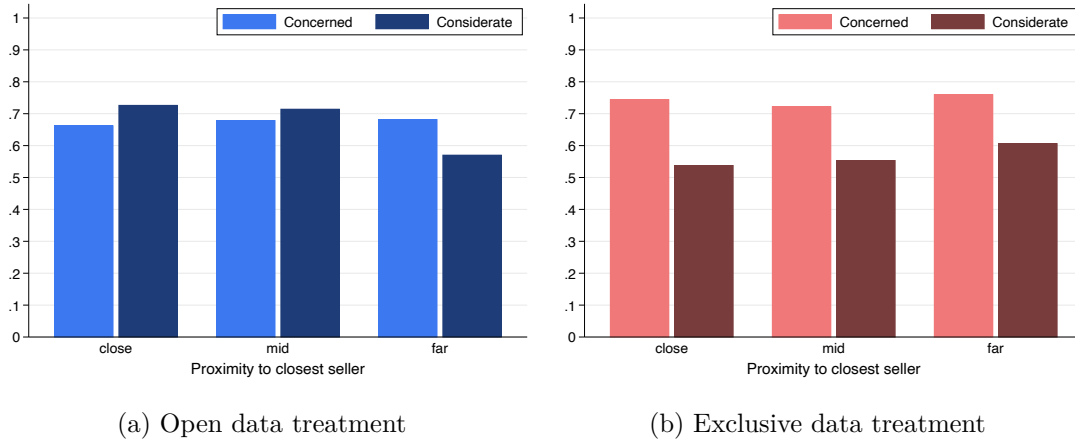 Concerned Considerate
1
.9
.8
.7
.6
.5
.4
.3
.2
.1
0
close mid far
Proximity to closest seller
(a) Open data treatment
Concerned Considerate
1
.9
.8
.7
.6
.5
.4
.3
.2
.1
0
close mid far
Proximity to closest seller
(b) Exclusive data treatment